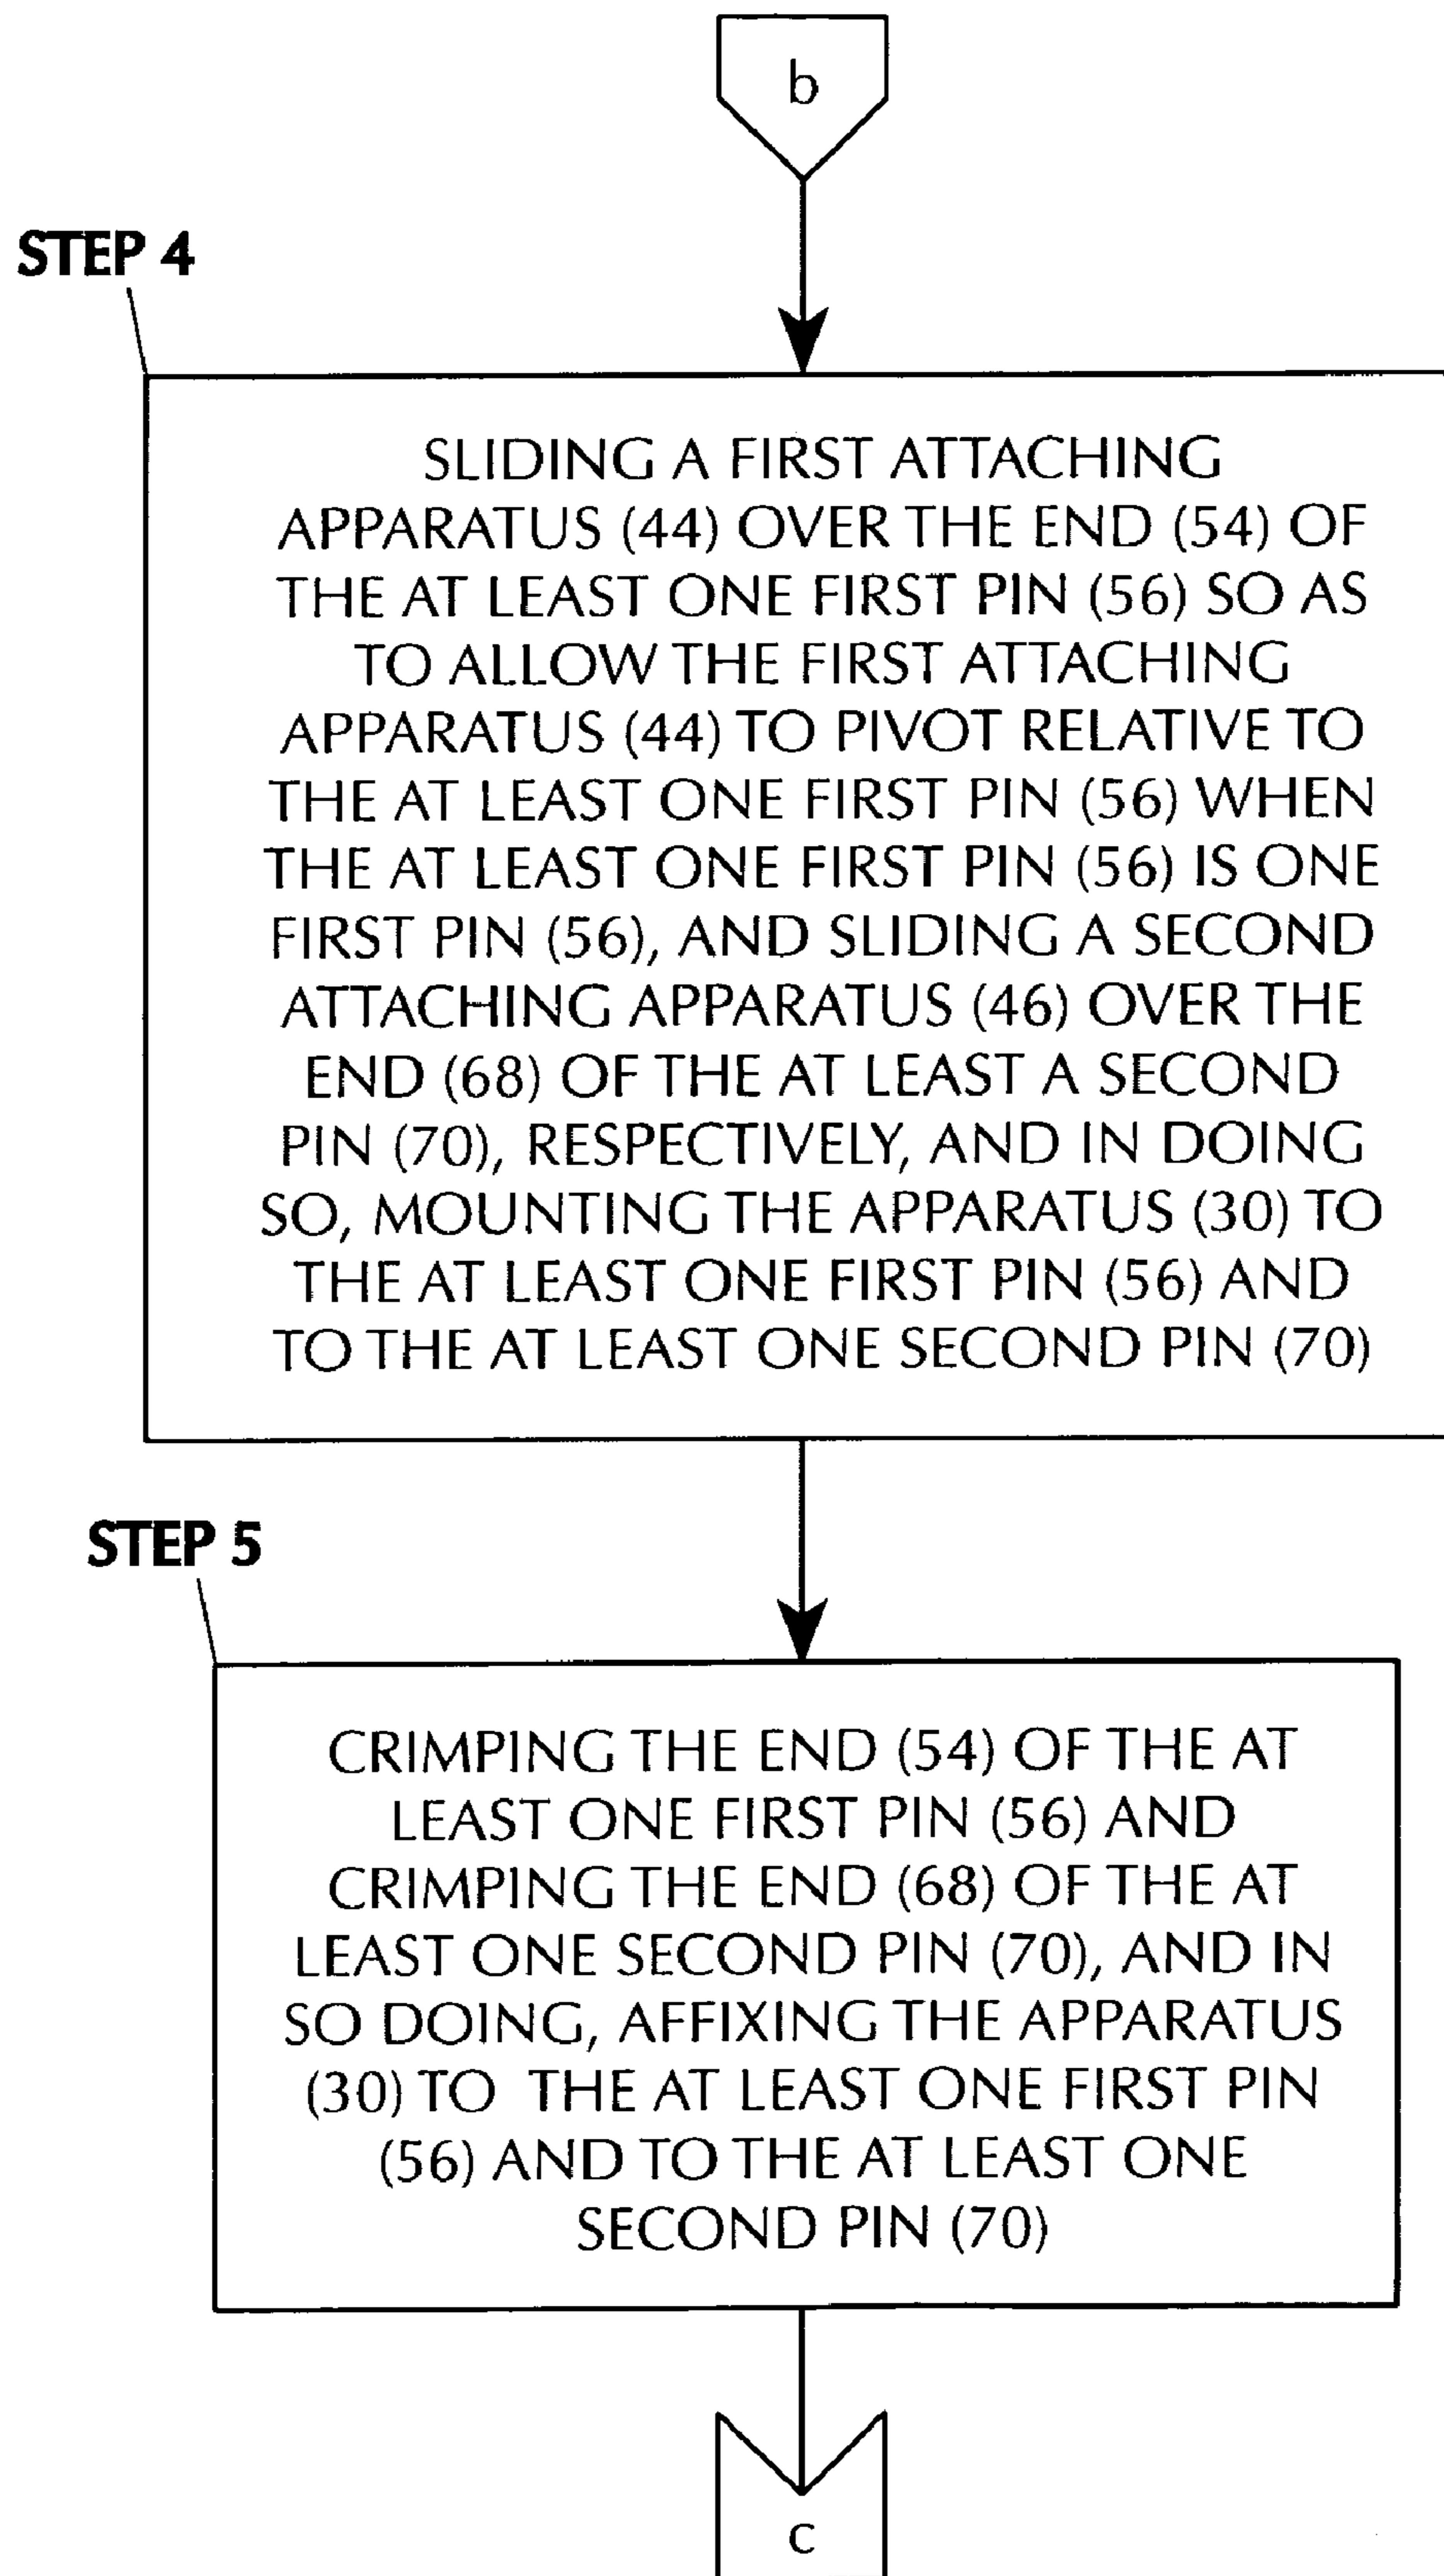 b
STEP 4
SLIDING A FIRST ATTACHING
APPARATUS (44) OVER THE END (54) OF
THE AT LEAST ONE FIRST PIN (56) SO AS
TO ALLOW THE FIRST ATTACHING
APPARATUS (44) TO PIVOT RELATIVE TO
THE AT LEAST ONE FIRST PIN (56) WHEN
THE AT LEAST ONE FIRST PIN (56) IS ONE
FIRST PIN (56), AND SLIDING A SECOND
ATTACHING APPARATUS (46) OVER THE
END (68) OF THE AT LEAST A SECOND
PIN (70), RESPECTIVELY, AND IN DOING
SO, MOUNTING THE APPARATUS (30) TO
THE AT LEAST ONE FIRST PIN (56) AND
TO THE AT LEAST ONE SECOND PIN (70)
STEP 5
CRIMPING THE END (54) OF THE AT
LEAST ONE FIRST PIN (56) AND
CRIMPING THE END (68) OF THE AT
LEAST ONE SECOND PIN (70), AND IN
SO DOING, AFFIXING THE APPARATUS
(30) TO THE AT LEAST ONE FIRST PIN
(56) AND TO THE AT LEAST ONE
SECOND PIN (70)
c